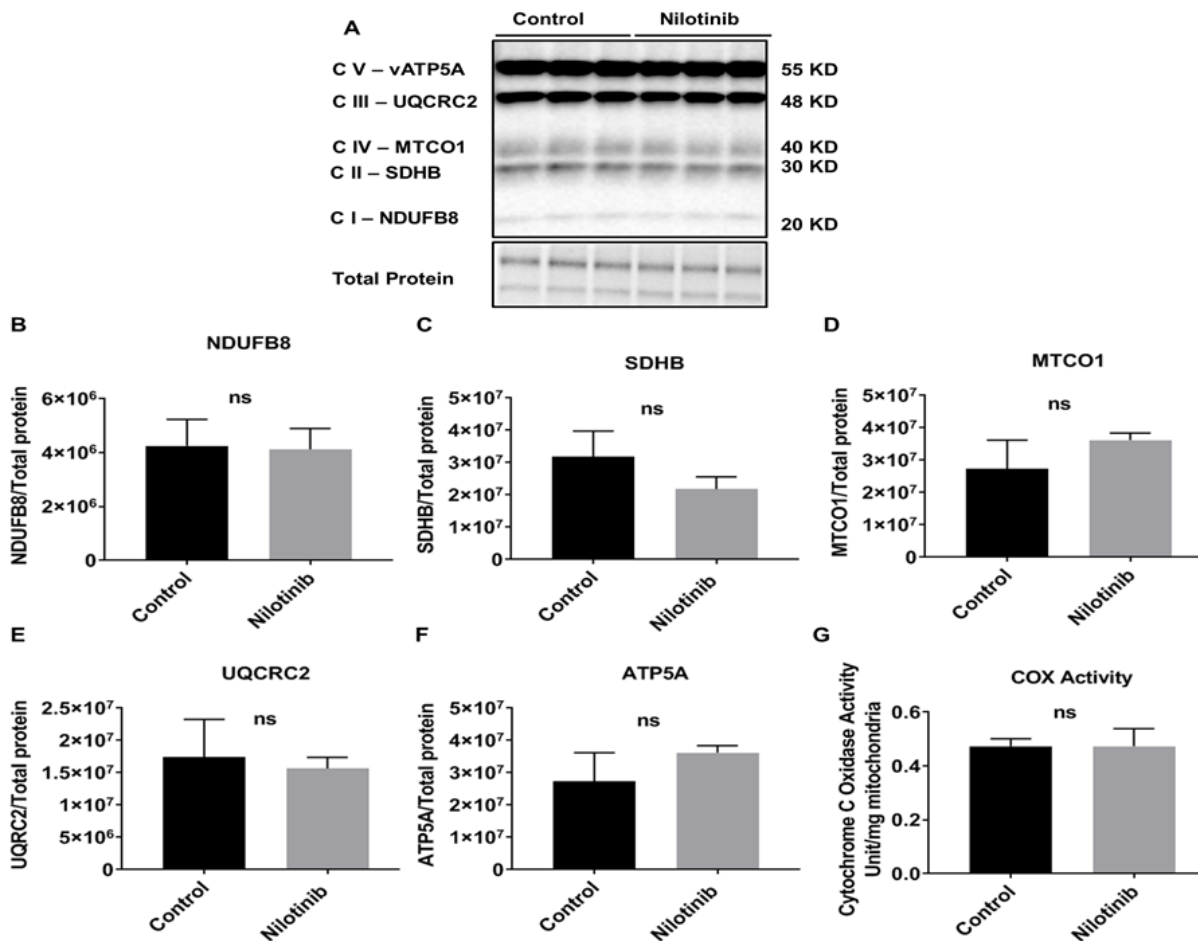 A
Control Nilotinib
C V – vATP5A 55 KD
C III – UQCRC2 48 KD
C IV – MTCO1 40 KD
C II – SDHB 30 KD
C I – NDUFB8 20 KD
Total Protein
B
NDUFB8
NDUFB8/Total protein
6×10⁶
4×10⁶
2×10⁶
0
ns
Control
Nilotinib
C
SDHB
SDHB/Total protein
5×10⁷
4×10⁷
3×10⁷
2×10⁷
1×10⁷
0
ns
Control
Nilotinib
D
MTCO1
MTCO1/Total protein
5×10⁷
4×10⁷
3×10⁷
2×10⁷
1×10⁷
0
ns
Control
Nilotinib
E
UQCRC2
UQRC2/Total protein
2.5×10⁷
2×10⁷
1.5×10⁷
1×10⁷
5×10⁶
0
ns
Control
Nilotinib
F
ATP5A
ATP5A/Total protein
5×10⁷
4×10⁷
3×10⁷
2×10⁷
1×10⁷
0
ns
Control
Nilotinib
G
COX Activity
Cytochrome C Oxidase Activity
Unit/mg mitochondria
0.6
0.4
0.2
0.0
ns
Control
Nilotinib